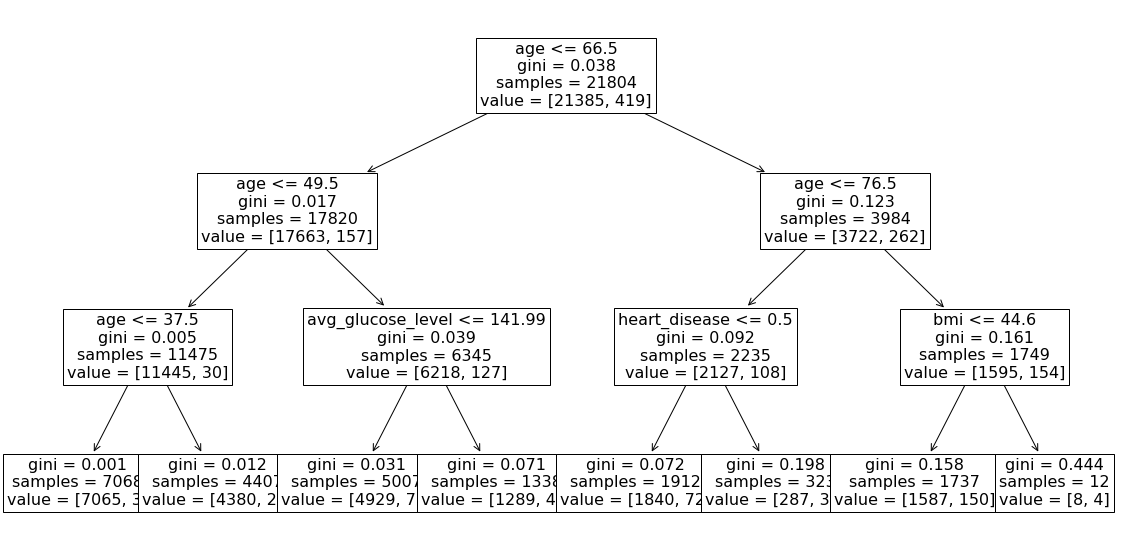 age <= 66.5
gini = 0.038
samples = 21804
value = [21385, 419]
age <= 49.5
gini = 0.017
samples = 17820
value = [17663, 157]
age <= 76.5
gini = 0.123
samples = 3984
value = [3722, 262]
age <= 37.5
gini = 0.005
samples = 11475
value = [11445, 30]
avg_glucose_level <= 141.99
gini = 0.039
samples = 6345
value = [6218, 127]
heart_disease <= 0.5
gini = 0.092
samples = 2235
value = [2127, 108]
bmi <= 44.6
gini = 0.161
samples = 1749
value = [1595, 154]
gini = 0.001
samples = 7068
value = [7065, 3
gini = 0.012
samples = 4407
value = [4380, 2
gini = 0.031
samples = 5007
value = [4929, 7
gini = 0.071
samples = 1338
value = [1289, 4
gini = 0.072
samples = 1912
value = [1840, 72
gini = 0.198
samples = 323
value = [287, 3
gini = 0.158
samples = 1737
value = [1587, 150]
gini = 0.444
samples = 12
value = [8, 4]